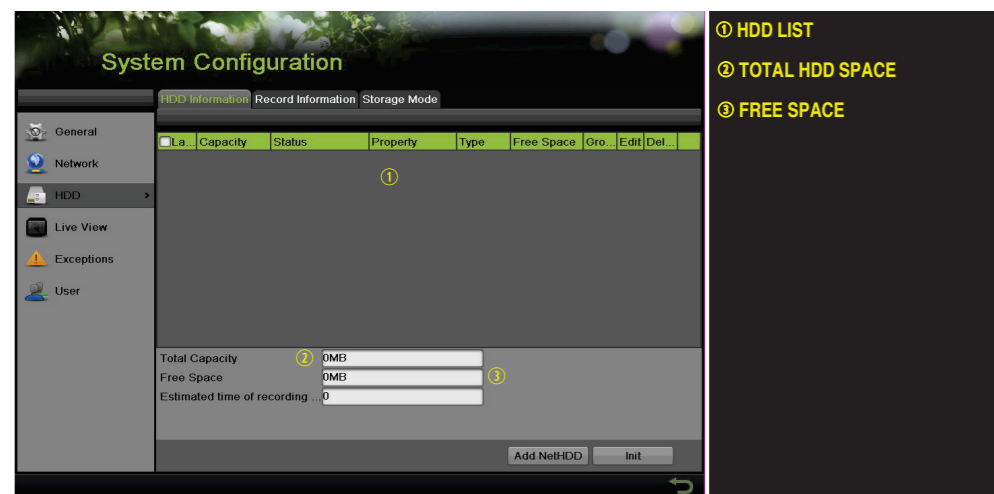 System Configuration
HDD Information Record Information Storage Mode
General
Network
HDD >
Live View
Exceptions
User
La... Capacity Status Property Type Free Space Gro... Edit Del...
①
Total Capacity ② 0MB
Free Space 0MB ③
Estimated time of recording ... 0
Add NetHDD Init
① HDD LIST
② TOTAL HDD SPACE
③ FREE SPACE